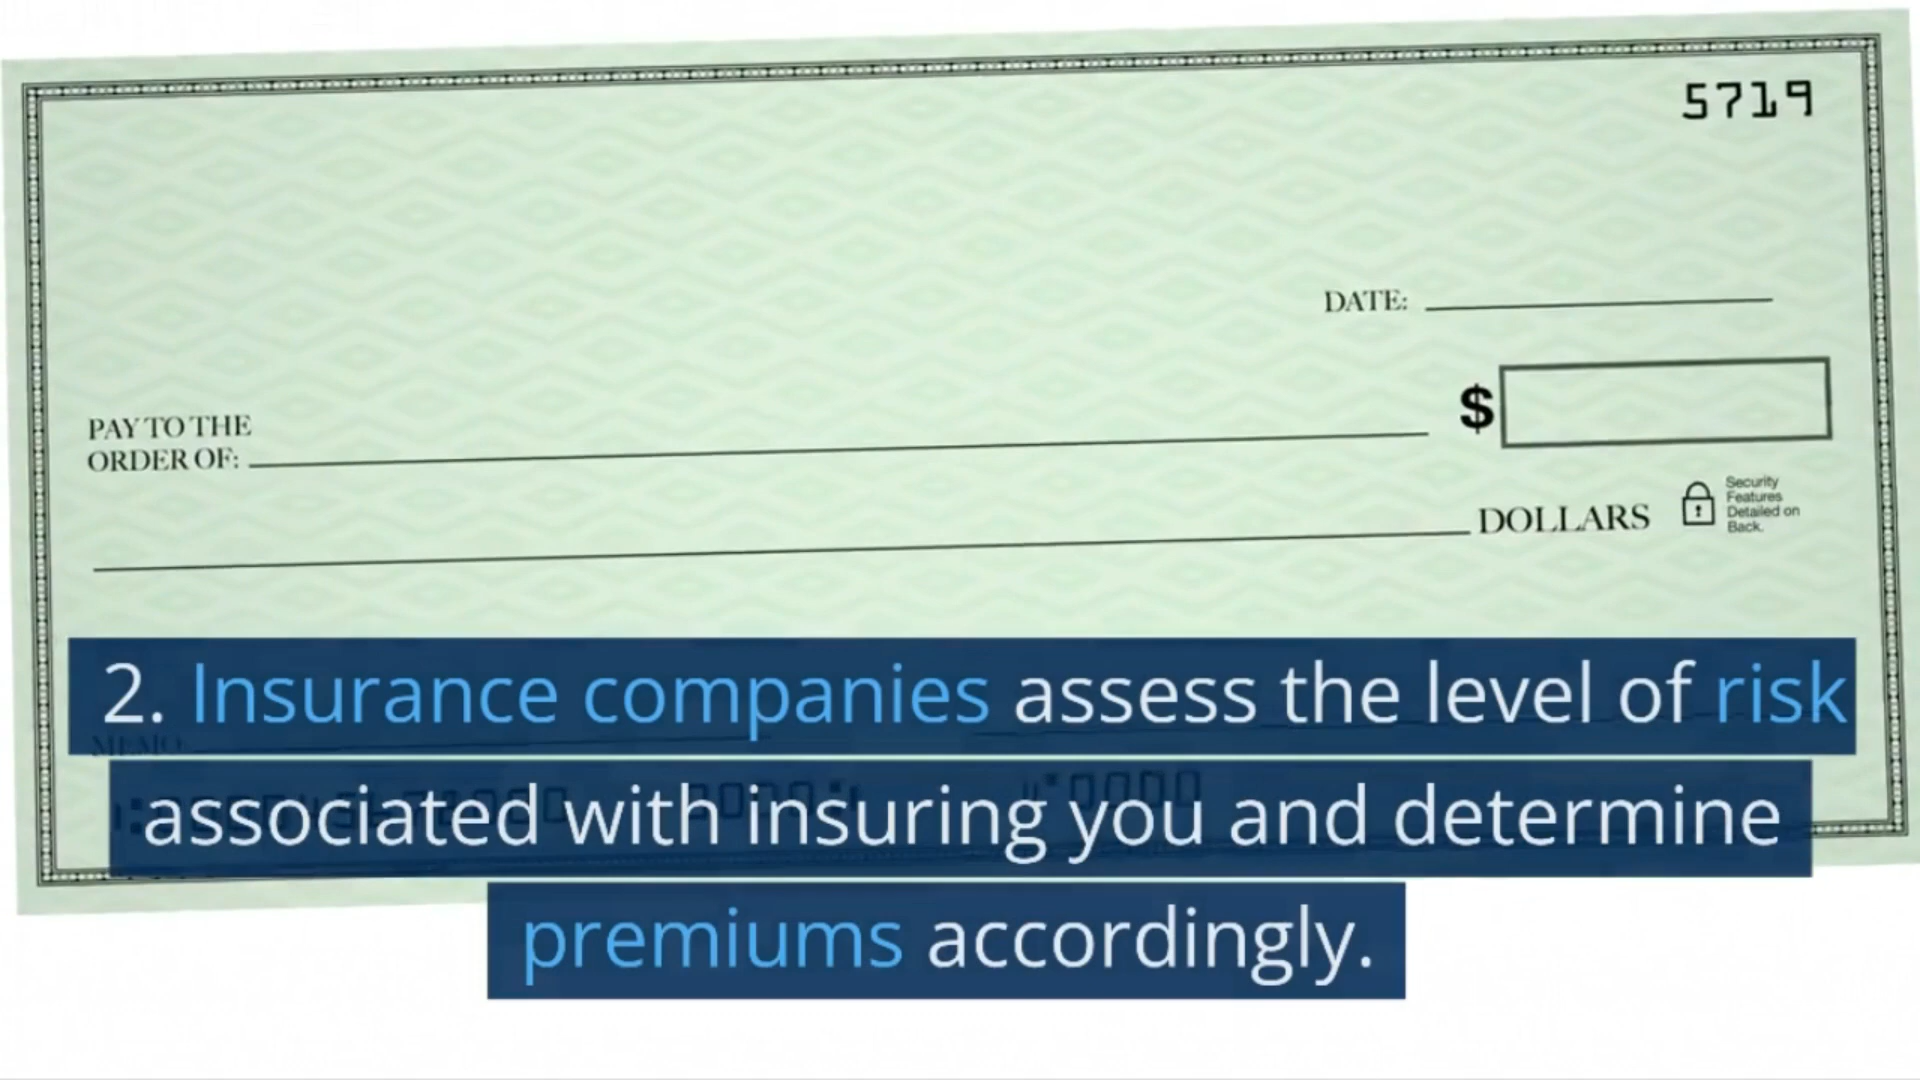 5719
DATE:
PAY TO THE
ORDER OF:
$
DOLLARS
Security
Features
Detailed on
Back.
2. Insurance companies assess the level of risk
MEMO
associated with insuring you and determine
premiums accordingly.